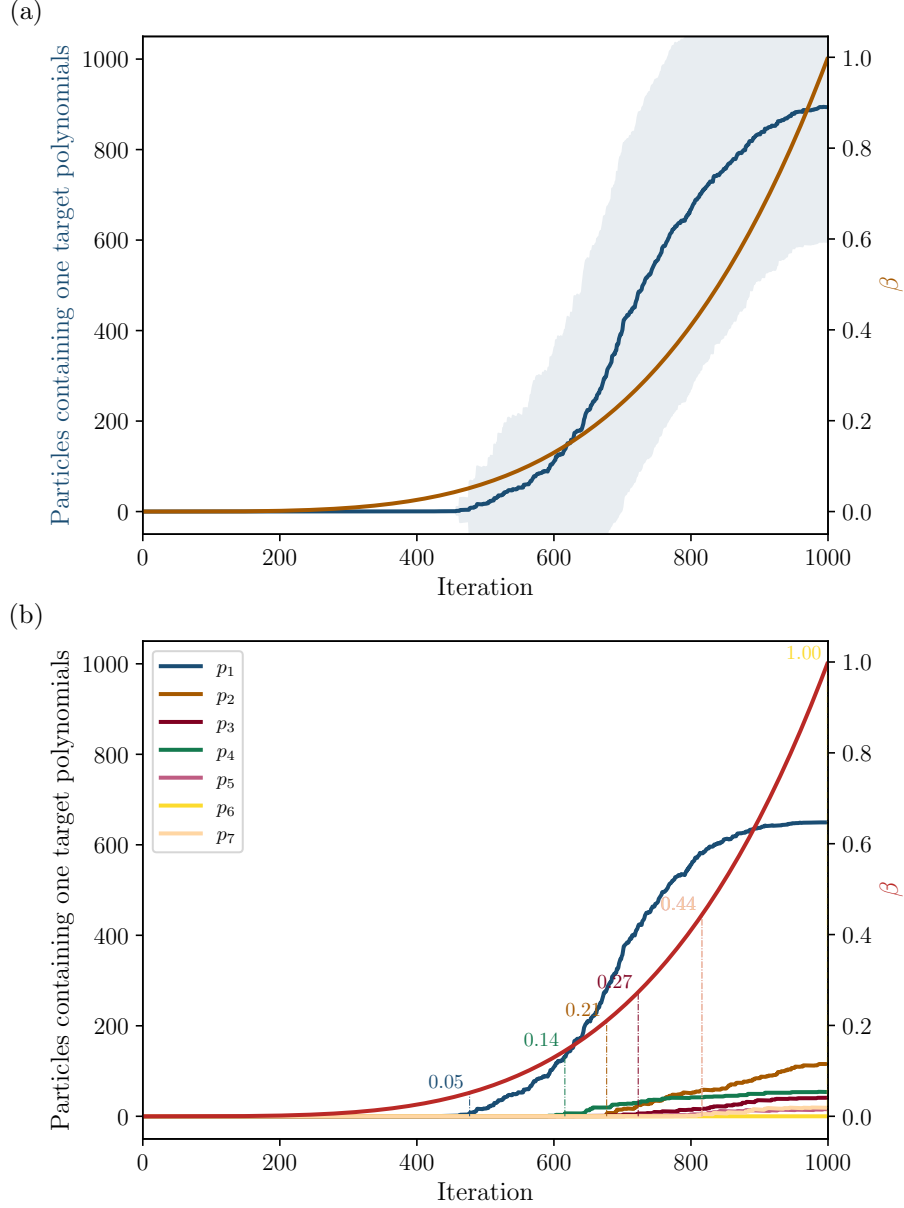 (a)
Particles containing one target polynomials
1000
800
600
400
200
0
1.0
0.8
0.6
0.4
0.2
0.0
β
0 200 400 600 800 1000
Iteration
(b)
Particles containing one target polynomials
1000
800
600
400
200
0
p₁
p₂
p₃
p₄
p₅
p₆
p₇
0.05
0.14
0.21
0.27
0.44
1.00
1.0
0.8
0.6
0.4
0.2
0.0
β
0 200 400 600 800 1000
Iteration